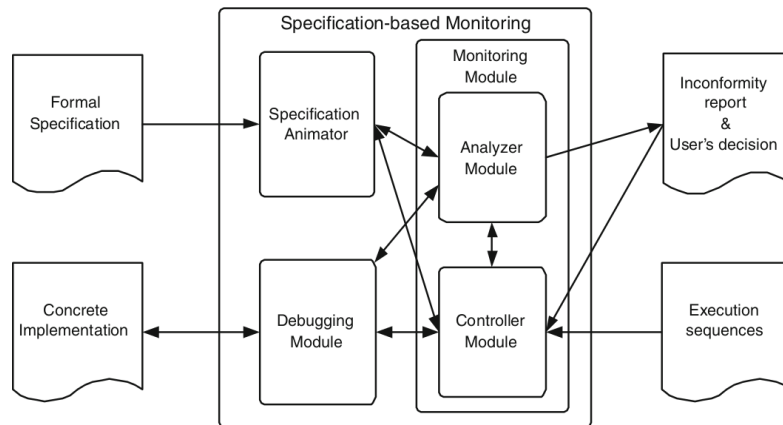 Specification-based Monitoring
Monitoring
Module
Formal
Specification
Specification
Animator
Analyzer
Module
Inconformity
report
&
User's decision
Concrete
Implementation
Debugging
Module
Controller
Module
Execution
sequences